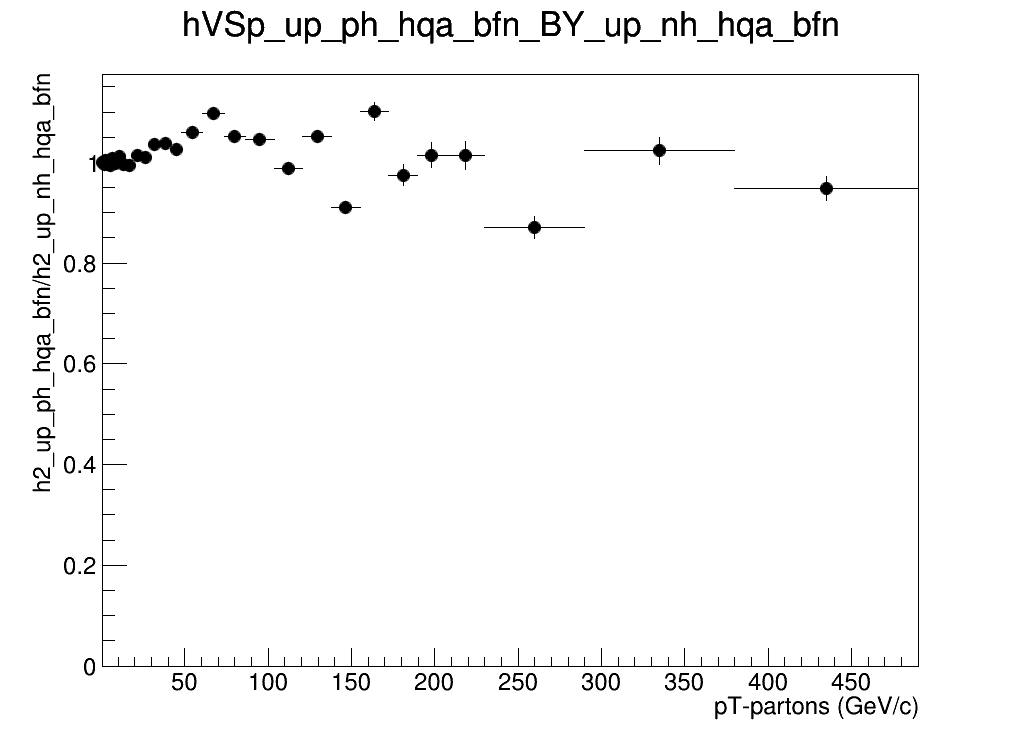 hVSp_up_ph_hqa_bfn_BY_up_nh_hqa_bfn
h2_up_ph_hqa_bfn/h2_up_nh_hqa_bfn
1
0.8
0.6
0.4
0.2
0
50 100 150 200 250 300 350 400 450
pT-partons (GeV/c)